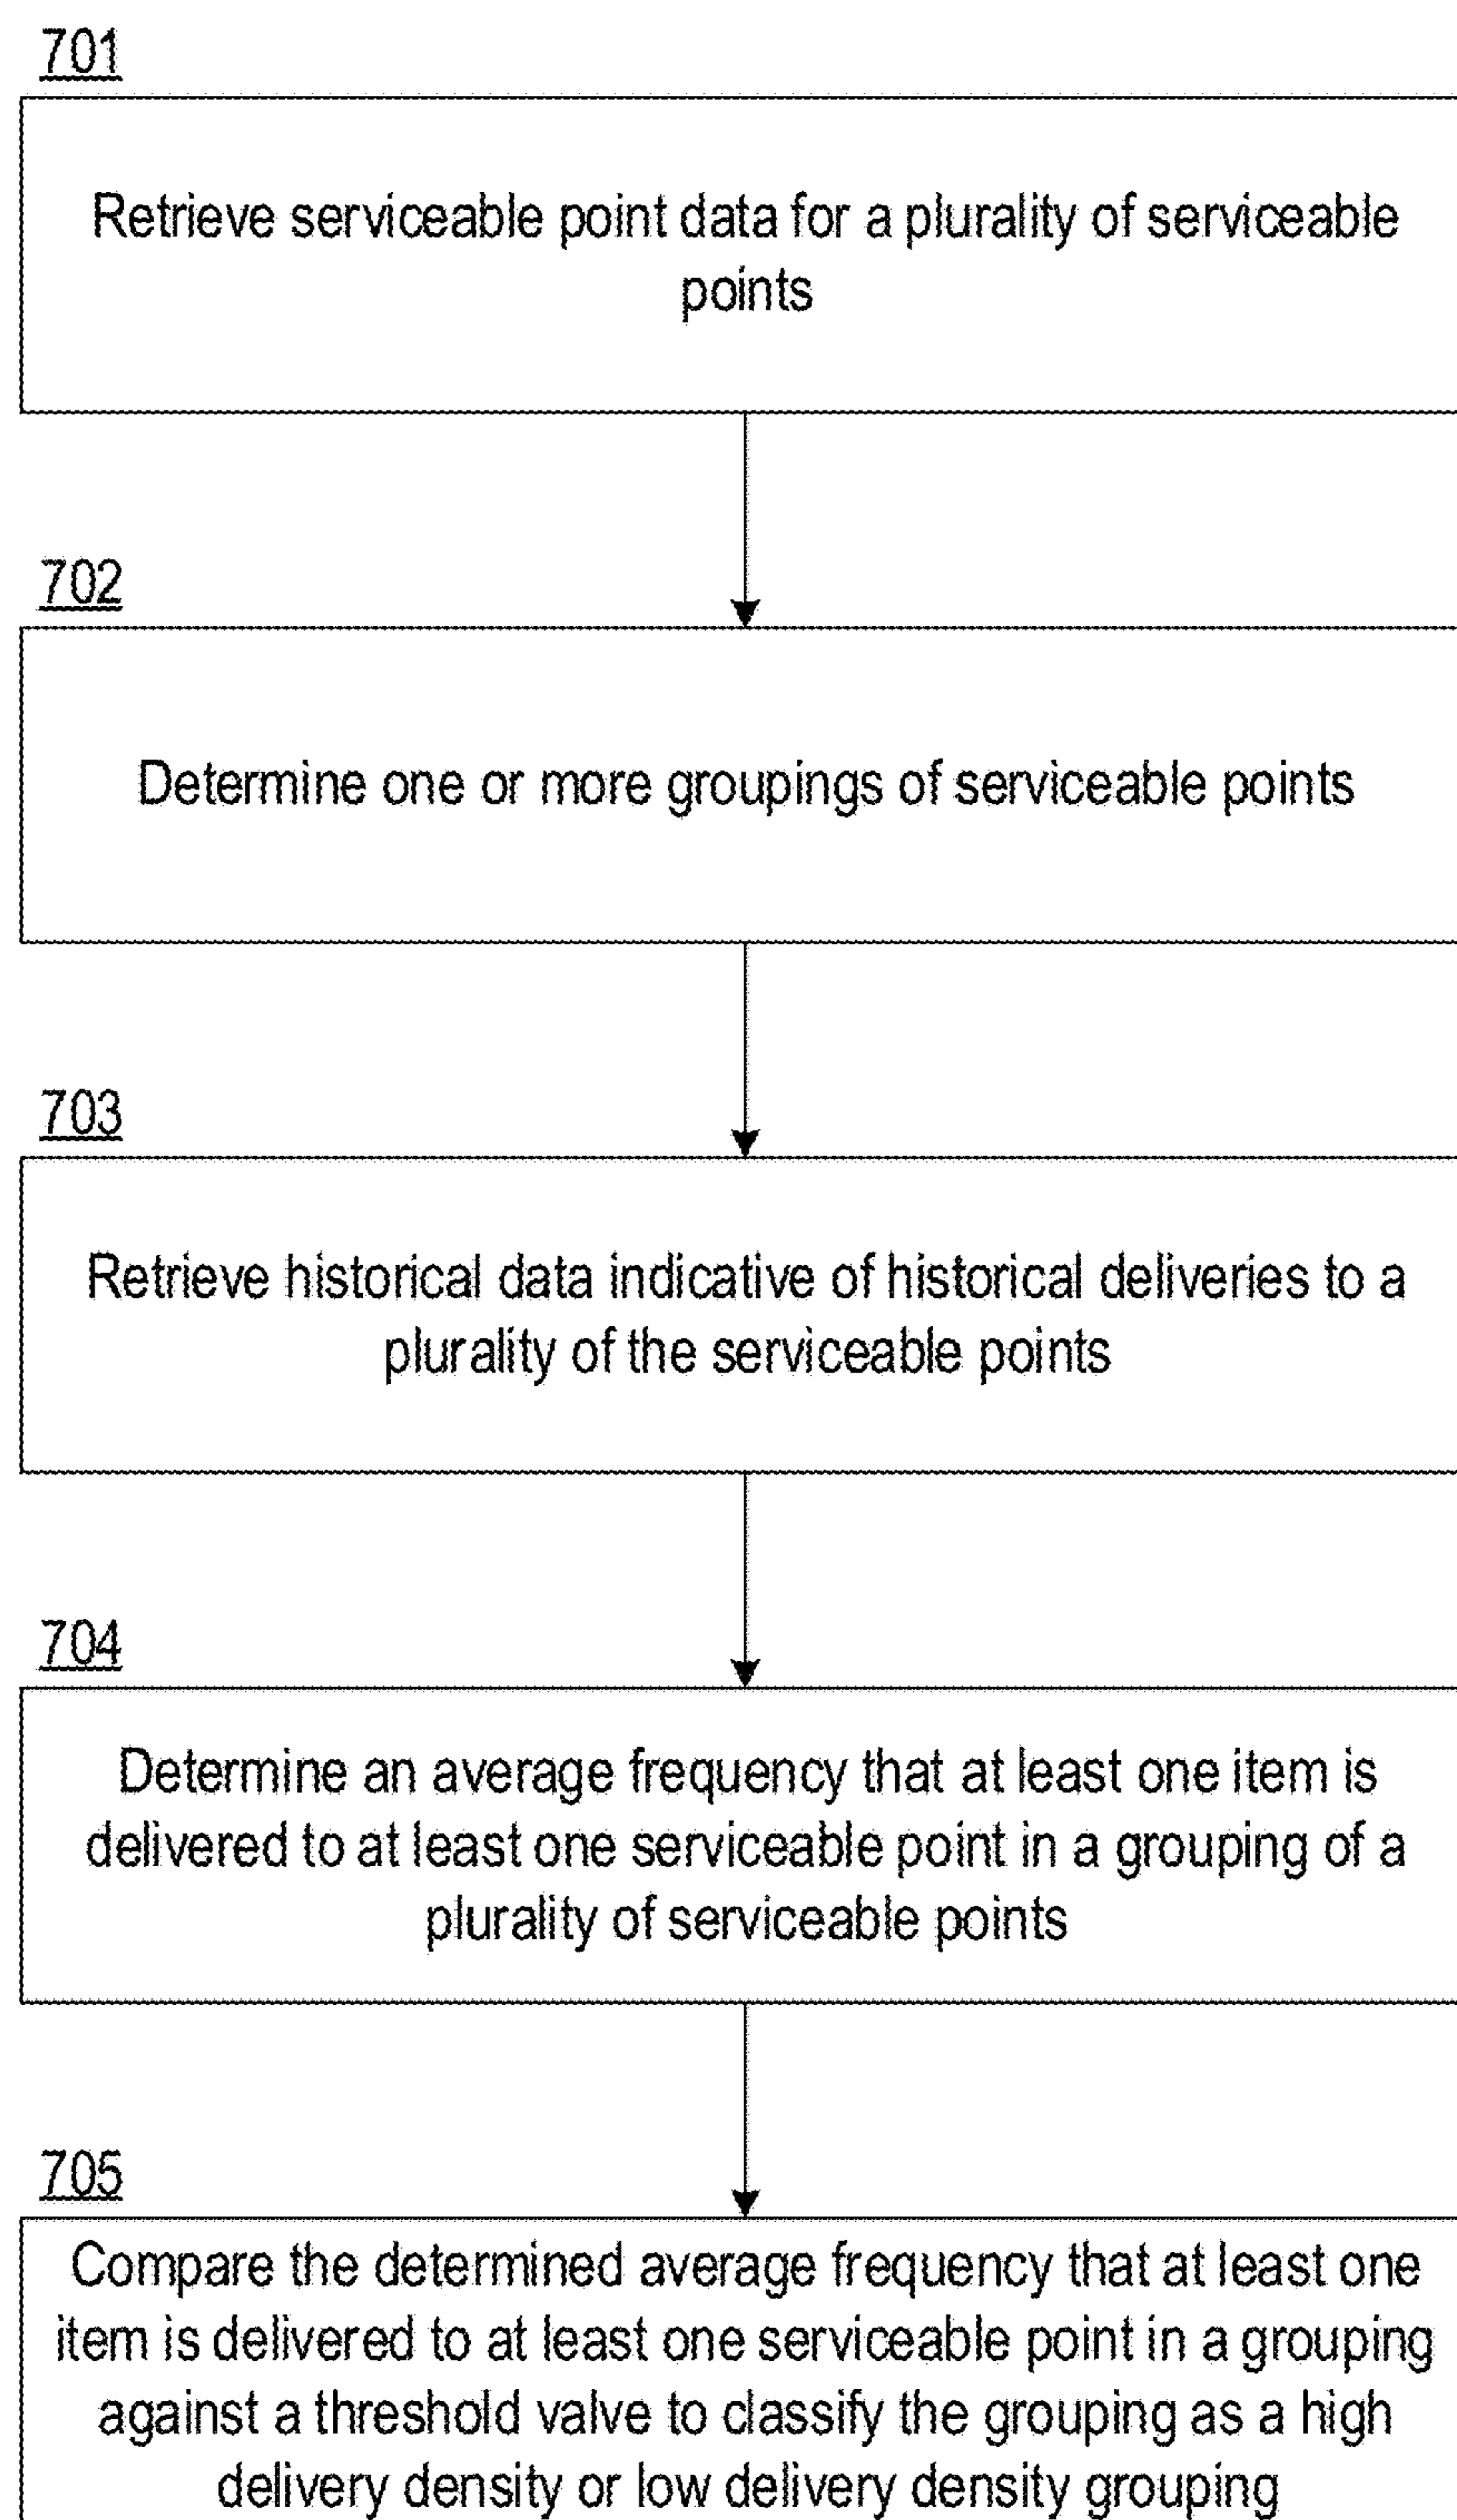 701
Retrieve serviceable point data for a plurality of serviceable
points
702
Determine one or more groupings of serviceable points
703
Retrieve historical data indicative of historical deliveries to a
plurality of the serviceable points
704
Determine an average frequency that at least one item is
delivered to at least one serviceable point in a grouping of a
plurality of serviceable points
705
Compare the determined average frequency that at least one
item is delivered to at least one serviceable point in a grouping
against a threshold valve to classify the grouping as a high
delivery density or low delivery density grouping